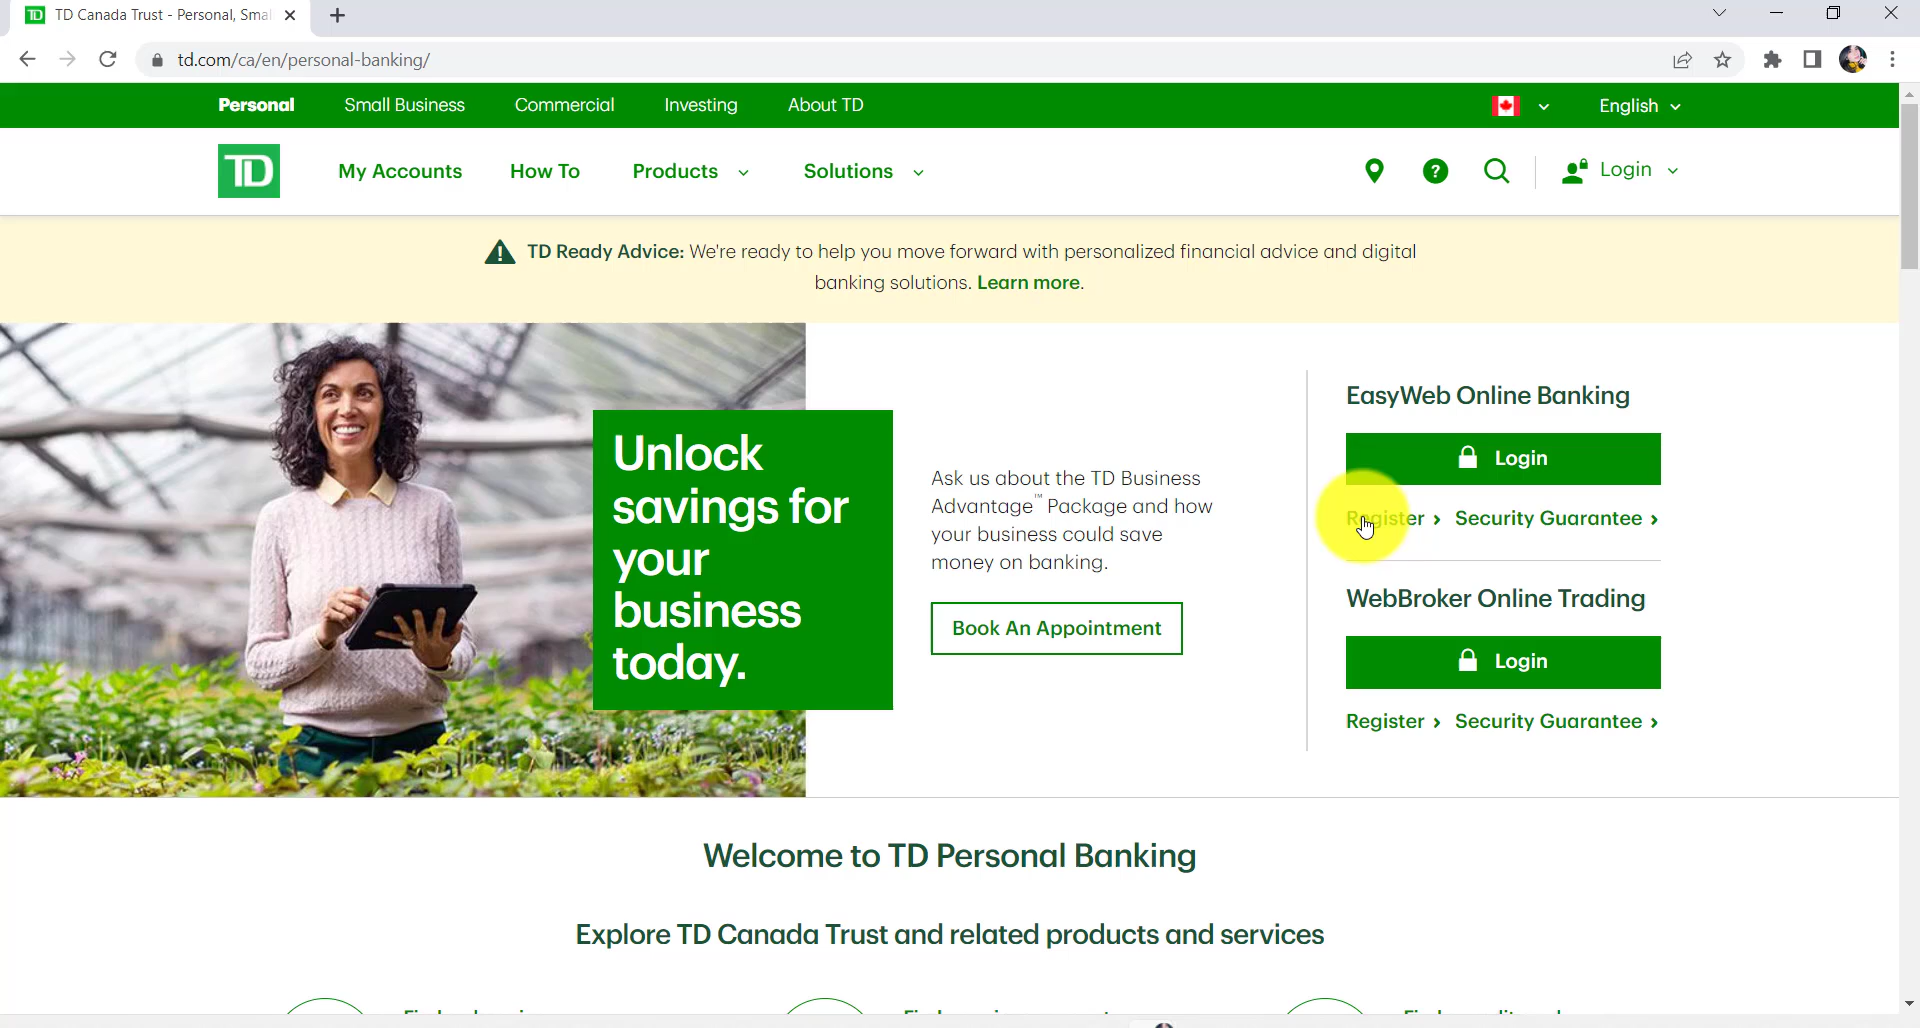 TD Canada Trust - Personal, Smal
td.com/ca/en/personal-banking/
Personal Small Business Commercial Investing About TD English
TD My Accounts How To Products Solutions ? Login
TD Ready Advice: We're ready to help you move forward with personalized financial advice and digital
banking solutions. Learn more.
Unlock
savings for
your
business
today.
Ask us about the TD Business
Advantage™ Package and how
your business could save
money on banking.
Book An Appointment
EasyWeb Online Banking
Login
Register › Security Guarantee ›
WebBroker Online Trading
Login
Register › Security Guarantee ›
Welcome to TD Personal Banking
Explore TD Canada Trust and related products and services